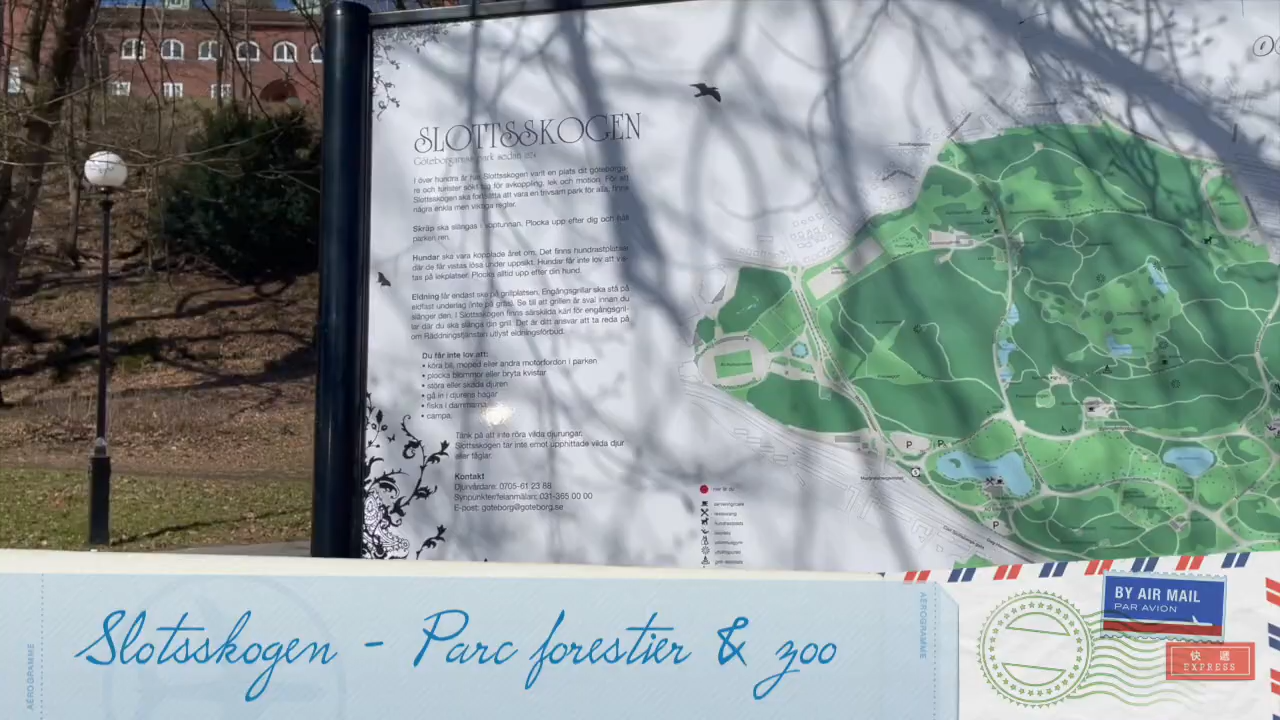 SLOTTSSKOGEN
Göteborgarnas park sedan 1874
I över hundra år har Slottsskogen varit en plats dit göteborga-
re och turister sökt sig för avkoppling, lek och motion. För att
Slottsskogen ska fortsätta att vara en trivsam park för alla, finns
några enkla men viktiga regler.
Skräp ska slängas i soptunnan. Plocka upp efter dig och håll
parken ren.
Hundar ska vara kopplade året om. Det finns hundrastplatser
där de får vistas lösa under uppsikt. Hundar får inte lov att vis-
tas på lekplatser. Plocka alltid upp efter din hund.
Eldning får endast ske på grillplatsen. Engångsgrillar ska stå på
eldfast underlag (inte på gräs). Se till att grillen är sval innan du
slänger den. I Slottsskogen finns särskilda kärl för engångsgril-
lar där du ska slänga din grill. Det är ditt ansvar att ta reda på
om Räddningstjänsten utlyst eldningsförbud.
Du får inte lov att:
• köra bil, moped eller andra motorfordon i parken
• plocka blommor eller bryta kvistar
• störa eller skada djuren
• gå in i djurens hagar
• fiska i dammarna
• campa.
Tänk på att inte röra vilda djurungar.
Slottsskogen tar inte emot upphittade vilda djur
eller fåglar.
Kontakt
Djurvårdare: 0705-61 23 88
Synpunkter/felanmälan: 031-365 00 00
E-post: goteborg@goteborg.se
P
P
P
Slotsskogen - Parc forestier & zoo
AÉROGRAMME
AÉROGRAMME
BY AIR MAIL
PAR AVION
快遞
EXPRESS